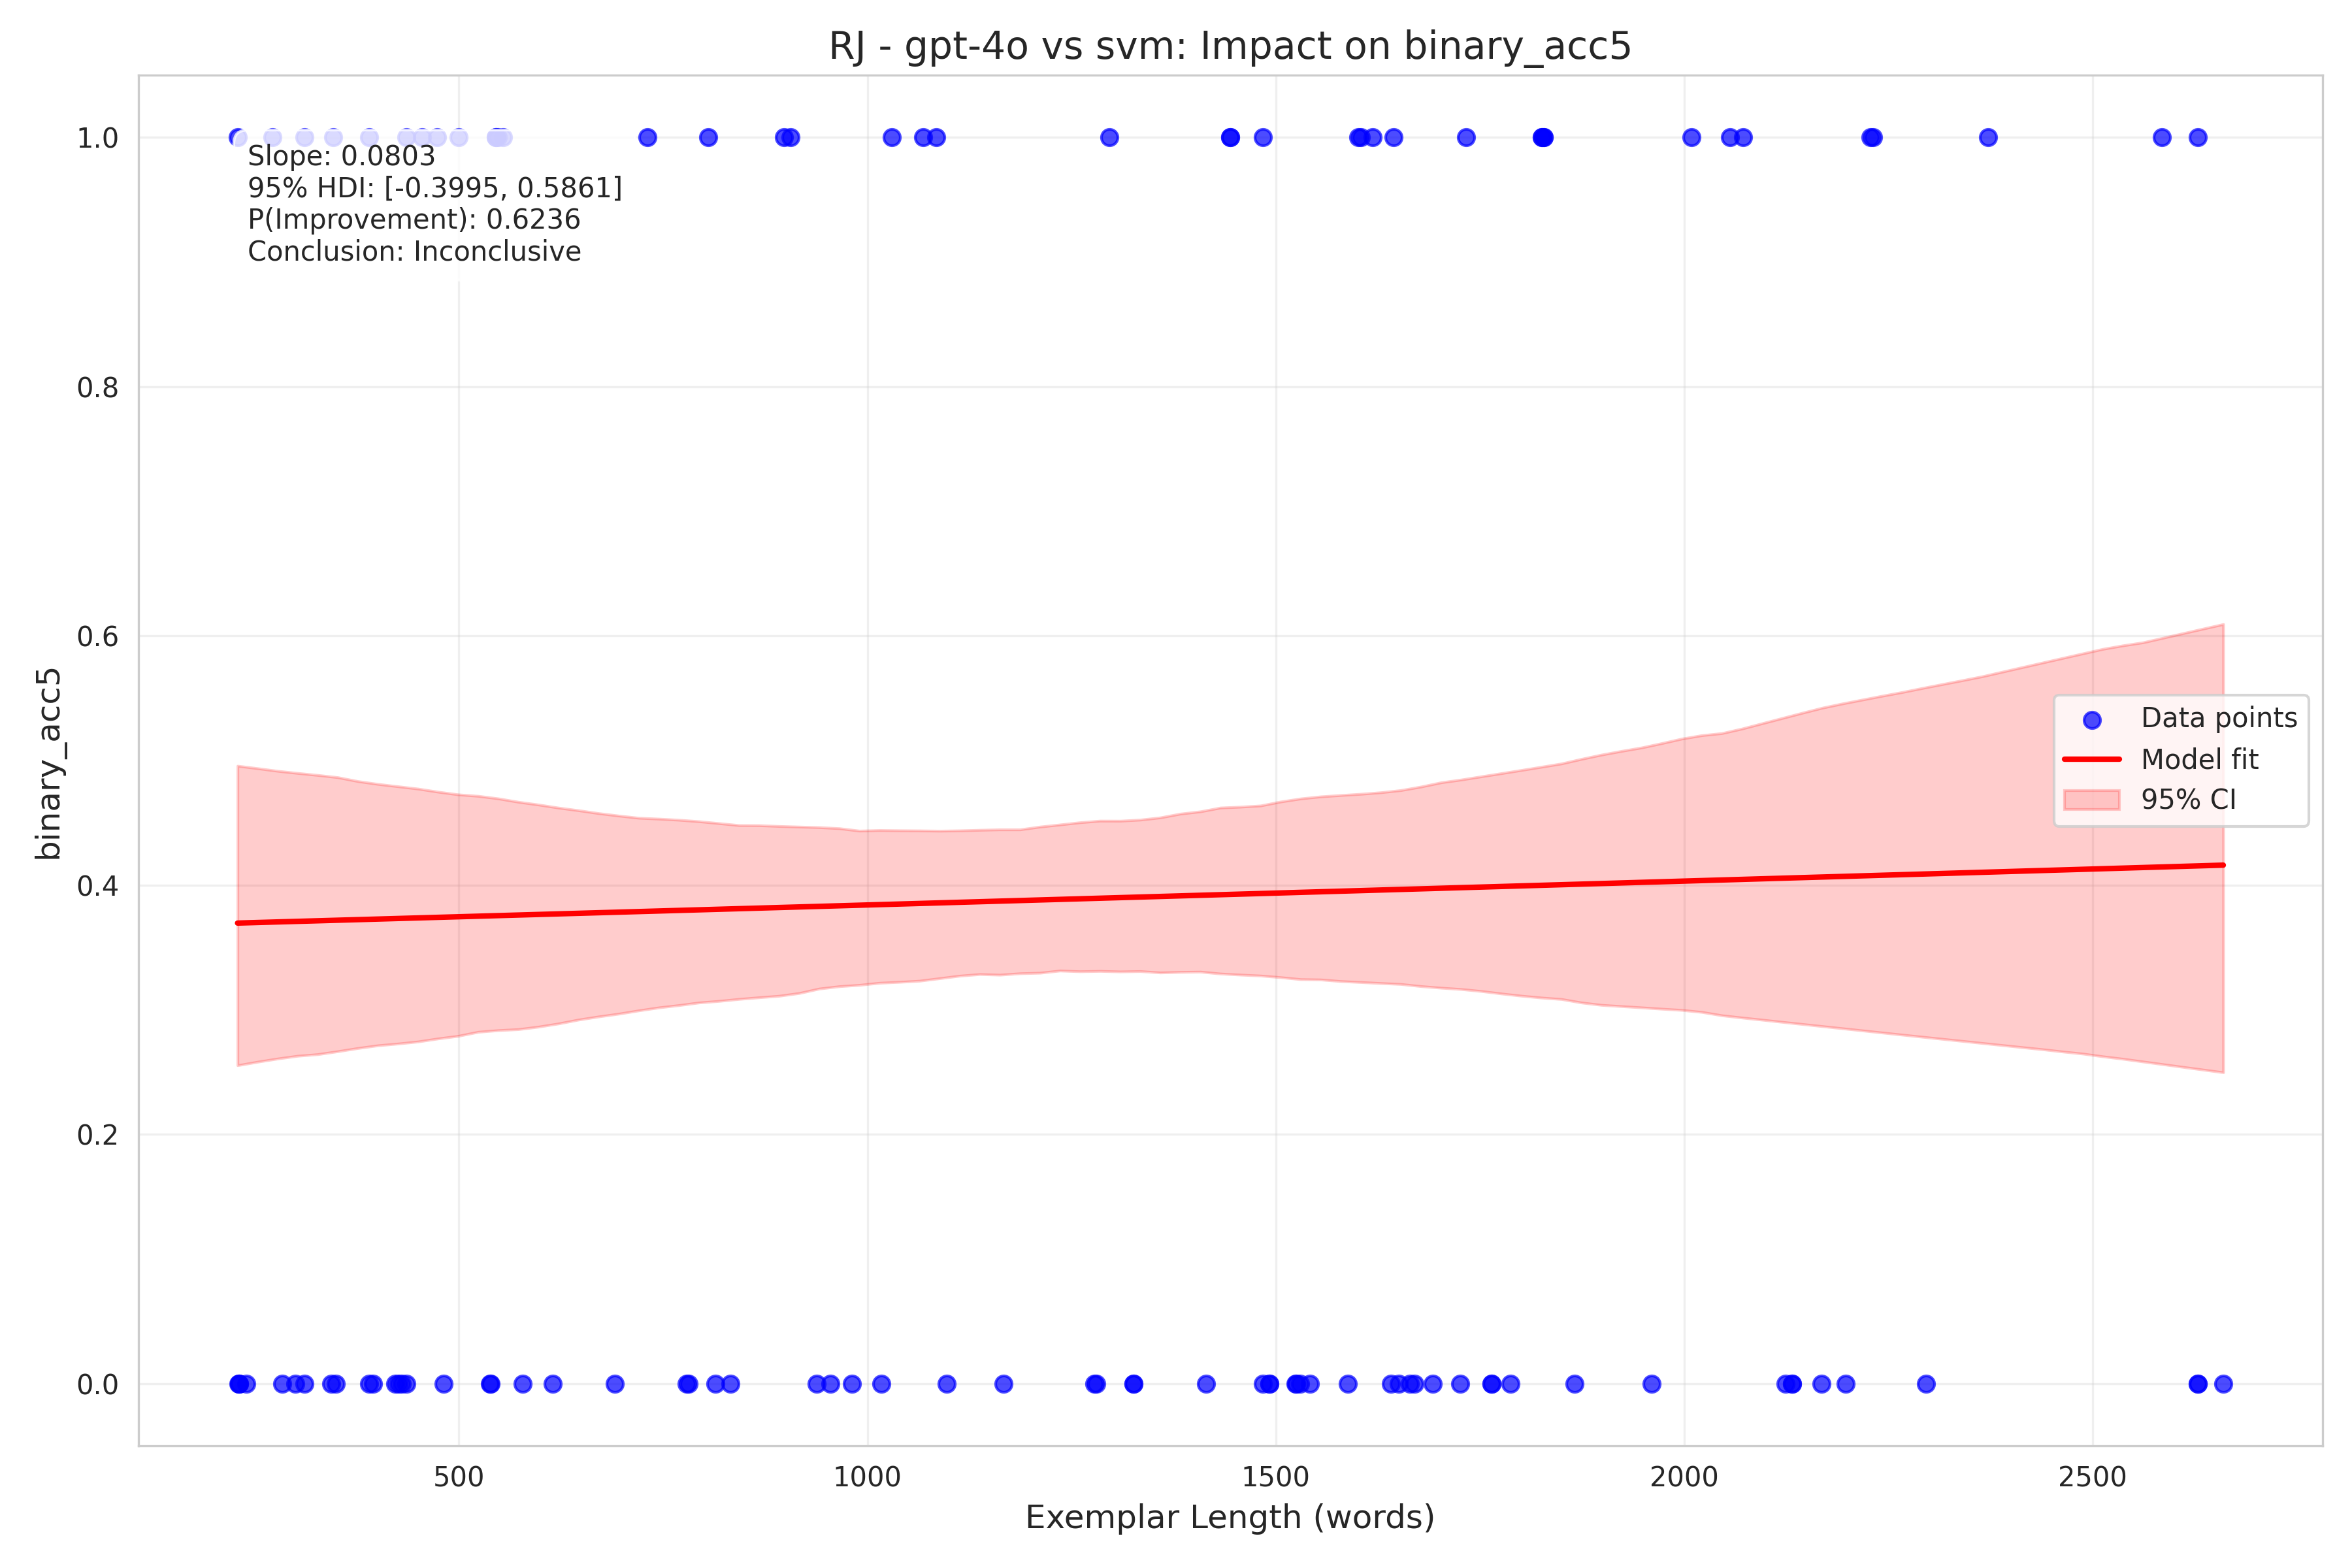 RJ - gpt-4o vs svm: Impact on binary_acc5
1.0
Slope: 0.0803
95% HDI: [-0.3995, 0.5861]
P(Improvement): 0.6236
Conclusion: Inconclusive
0.8
0.6
0.4
0.2
0.0
binary_acc5
Data points
Model fit
95% CI
500
1000
1500
2000
2500
Exemplar Length (words)